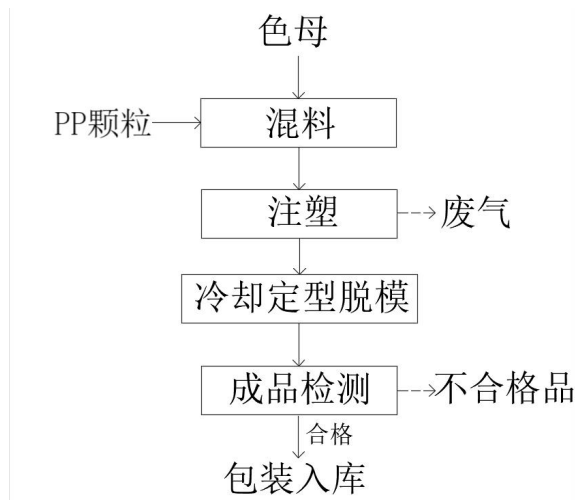 色母
PP颗粒
混料
注塑
废气
冷却定型脱模
成品检测
不合格品
合格
包装入库